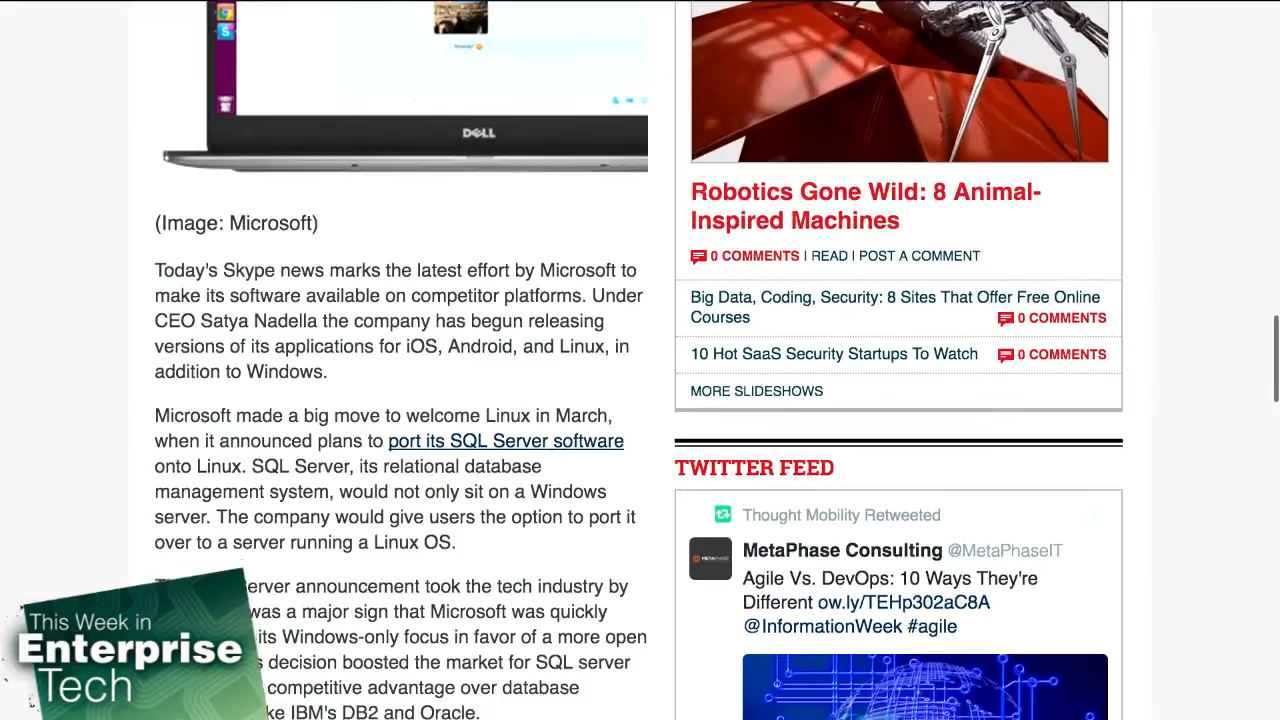 DELL
(Image: Microsoft)
Today's Skype news marks the latest effort by Microsoft to
make its software available on competitor platforms. Under
CEO Satya Nadella the company has begun releasing
versions of its applications for iOS, Android, and Linux, in
addition to Windows.
Microsoft made a big move to welcome Linux in March,
when it announced plans to port its SQL Server software
onto Linux. SQL Server, its relational database
management system, would not only sit on a Windows
server. The company would give users the option to port it
over to a server running a Linux OS.
erver announcement took the tech industry by
was a major sign that Microsoft was quickly
its Windows-only focus in favor of a more open
s decision boosted the market for SQL server
competitive advantage over database
ke IBM's DB2 and Oracle.
This Week in
Enterprise
Tech
Robotics Gone Wild: 8 Animal-
Inspired Machines
0 COMMENTS | READ | POST A COMMENT
Big Data, Coding, Security: 8 Sites That Offer Free Online
Courses 0 COMMENTS
10 Hot SaaS Security Startups To Watch 0 COMMENTS
MORE SLIDESHOWS
TWITTER FEED
Thought Mobility Retweeted
METAPHASE
MetaPhase Consulting @MetaPhaseIT
Agile Vs. DevOps: 10 Ways They're
Different ow.ly/TEHp302aC8A
@InformationWeek #agile